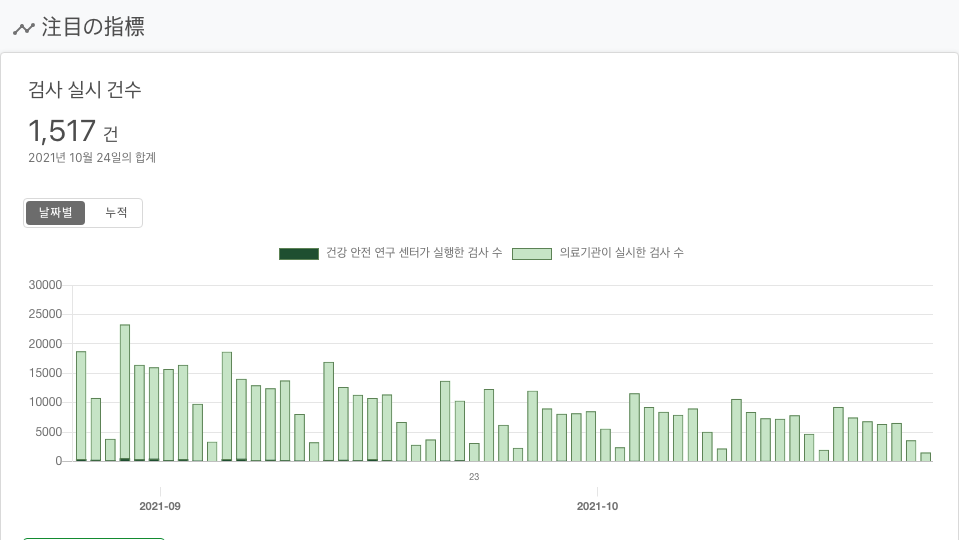 注目の指標
검사 실시 건수
1,517 건
2021년 10월 24일의 합계
날짜별 누적
건강 안전 연구 센터가 실행한 검사 수 의료기관이 실시한 검사 수
30000
25000
20000
15000
10000
5000
0
23
2021-09 2021-10